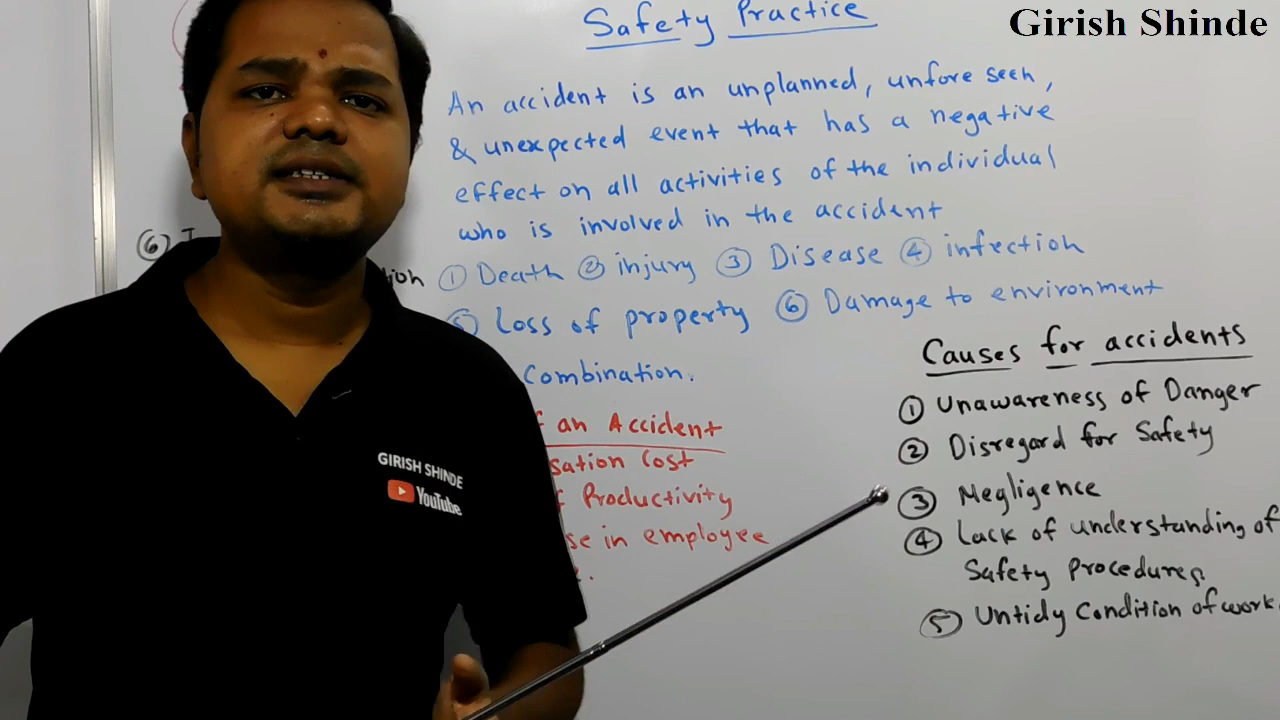 Girish Shinde
Safety Practice
An accident is an unplanned, unforeseen,
& unexpected event that has a negative
effect on all activities of the individual
who is involved in the accident
① Death ② injury ③ Disease ④ infection
⑤ Loss of property ⑥ Damage to environment
Combination.
an Accident
Cost
Productivity
in employee
Causes for accidents
① Unawareness of Danger
② Disregard for Safety
③ Negligence
④ Lack of understanding of
Safety Procedures
⑤ Untidy Condition of work
⑥
GIRISH SHINDE
YouTube